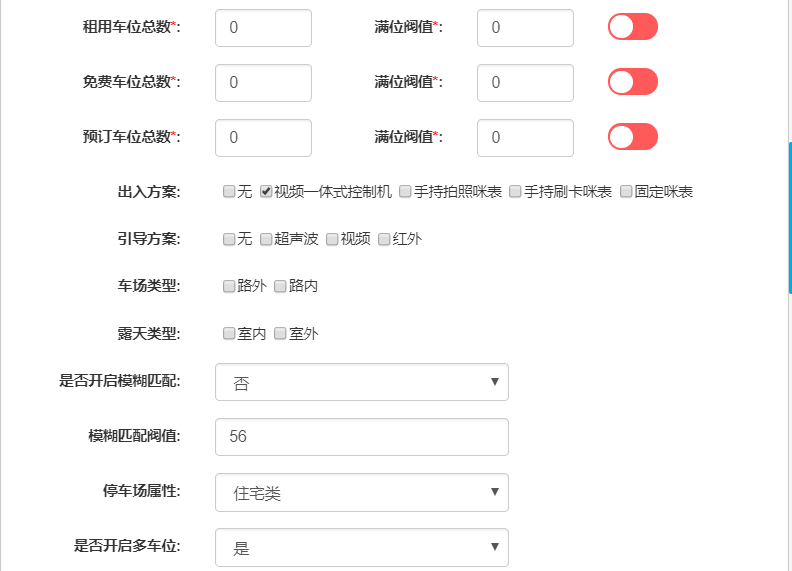 租用车位总数*: 0 满位阀值*: 0
免费车位总数*: 0 满位阀值*: 0
预订车位总数*: 0 满位阀值*: 0
出入方案: 无 视频一体式控制机 手持拍照咪表 手持刷卡咪表 固定咪表
引导方案: 无 超声波 视频 红外
车场类型: 路外 路内
露天类型: 室内 室外
是否开启模糊匹配: 否
模糊匹配阀值: 56
停车场属性: 住宅类
是否开启多车位: 是